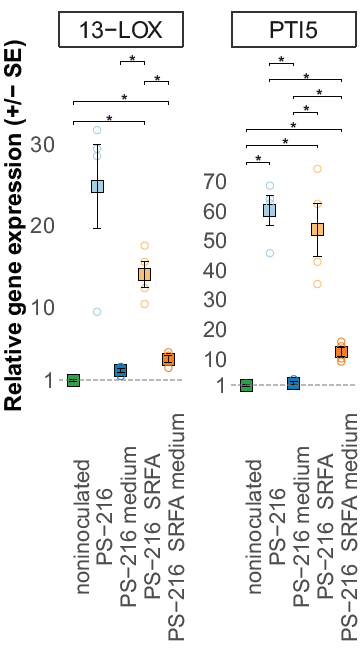 13−LOX
PTI5
Relative gene expression (+/− SE)
* * * *
* * * * * * *
30
20
10
1
70
60
50
40
30
20
10
1
noninoculated
PS−216
PS−216 medium
PS−216 SRFA
PS−216 SRFA medium
noninoculated
PS−216
PS−216 medium
PS−216 SRFA
PS−216 SRFA medium